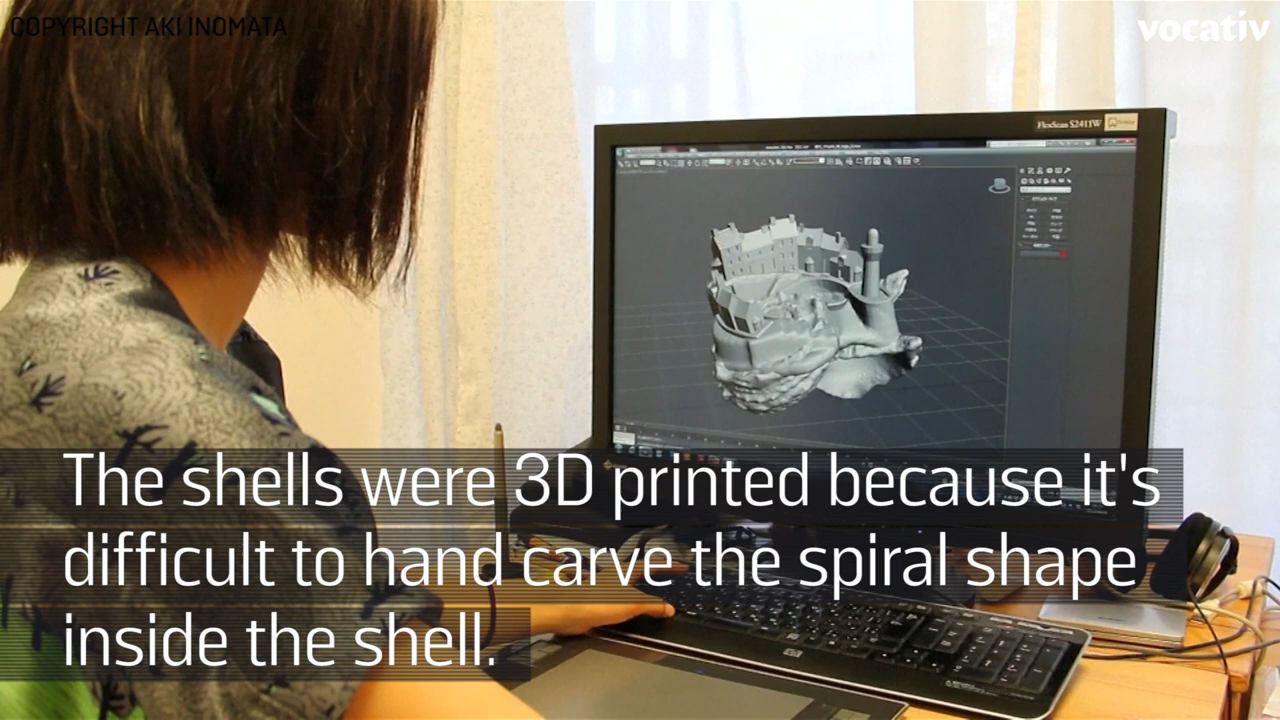 COPYRIGHT AKI INOMATA
vocativ
FlexScan S2411W
The shells were 3D printed because it's
difficult to hand carve the spiral shape
inside the shell.